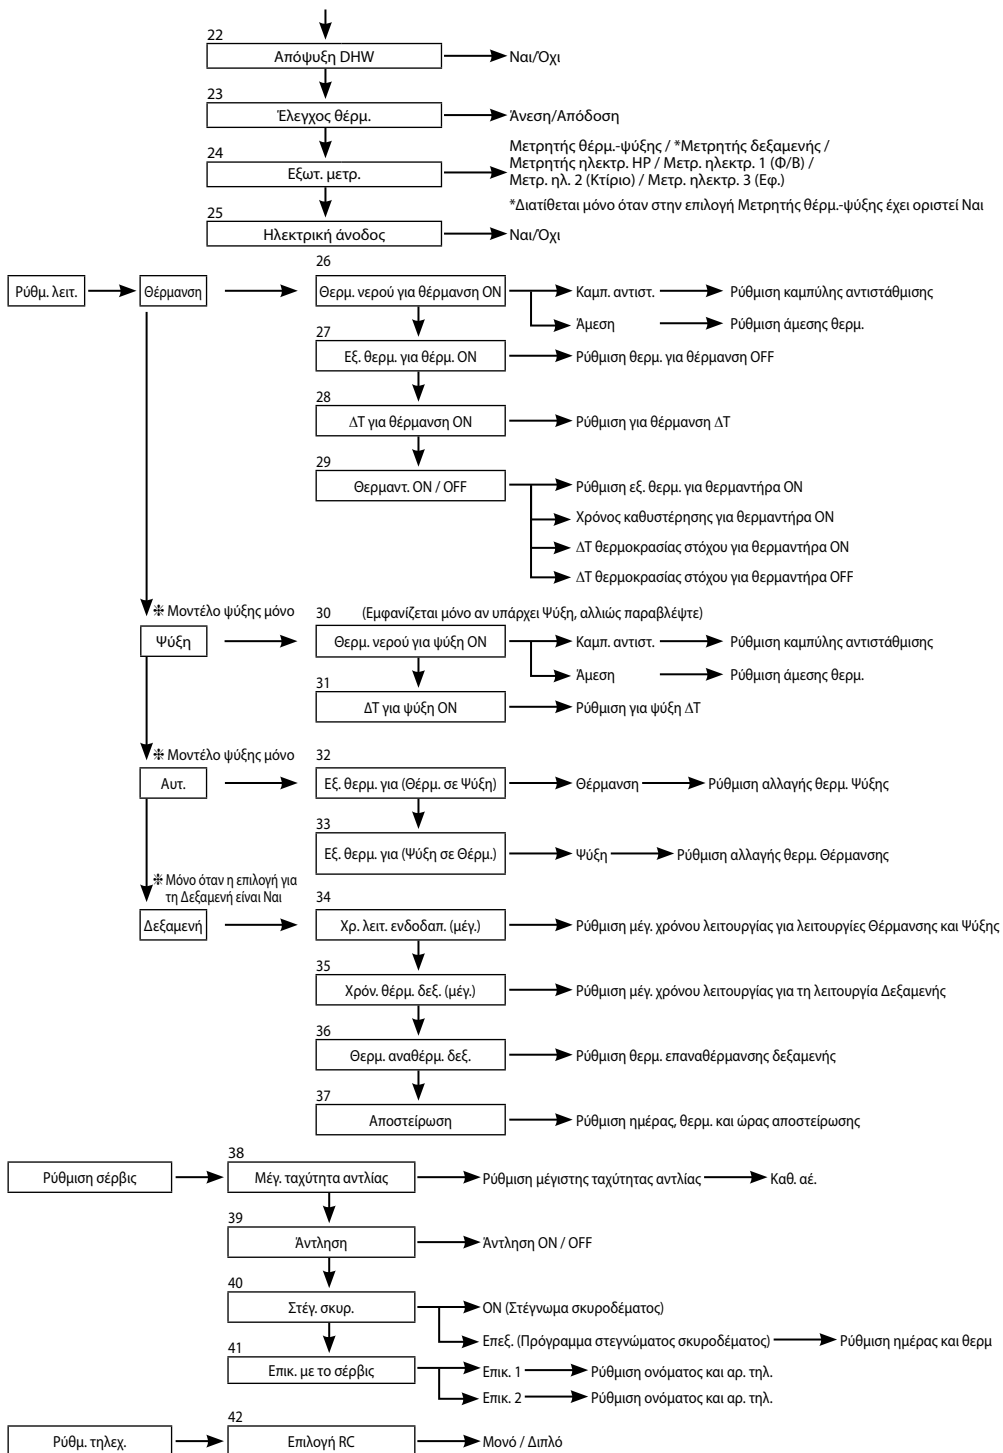 22
Απόψυξη DHW
Ναι/Όχι
23
Έλεγχος θέρμ.
Άνεση/Απόδοση
24
Εξωτ. μετρ.
Μετρητής θέρμ.-ψύξης / *Μετρητής δεξαμενής /
Μετρητής ηλεκτρ. HP / Μετρ. ηλεκτρ. 1 (Φ/Β) /
Μετρ. ηλ. 2 (Κτίριο) / Μετρ. ηλεκτρ. 3 (Εφ.)
*Διατίθεται μόνο όταν στην επιλογή Μετρητής θέρμ.-ψύξης έχει οριστεί Ναι
25
Ηλεκτρική άνοδος
Ναι/Όχι
26
Ρύθμ. λειτ.
Θέρμανση
Θερμ. νερού για θέρμανση ON
Καμπ. αντιστ.
Ρύθμιση καμπύλης αντιστάθμισης
Άμεση
Ρύθμιση άμεσης θερμ.
27
Εξ. θερμ. για θέρμ. ON
Ρύθμιση θερμ. για θέρμανση OFF
28
ΔT για θέρμανση ON
Ρύθμιση για θέρμανση ΔT
29
Θερμαντ. ON / OFF
Ρύθμιση εξ. θερμ. για θερμαντήρα ON
Χρόνος καθυστέρησης για θερμαντήρα ON
ΔT θερμοκρασίας στόχου για θερμαντήρα ON
ΔT θερμοκρασίας στόχου για θερμαντήρα OFF
❉ Μοντέλο ψύξης μόνο
30
(Εμφανίζεται μόνο αν υπάρχει Ψύξη, αλλιώς παραβλέψτε)
Ψύξη
Θερμ. νερού για ψύξη ON
Καμπ. αντιστ.
Ρύθμιση καμπύλης αντιστάθμισης
Άμεση
Ρύθμιση άμεσης θερμ.
31
ΔT για ψύξη ON
Ρύθμιση για ψύξη ΔT
❉ Μοντέλο ψύξης μόνο
32
Αυτ.
Εξ. θερμ. για (Θέρμ. σε Ψύξη)
Θέρμανση
Ρύθμιση αλλαγής θερμ. Ψύξης
33
Εξ. θερμ. για (Ψύξη σε Θέρμ.)
Ψύξη
Ρύθμιση αλλαγής θερμ. Θέρμανσης
❉ Μόνο όταν η επιλογή για
τη Δεξαμενή είναι Ναι
34
Δεξαμενή
Χρ. λειτ. ενδοδαπ. (μέγ.)
Ρύθμιση μέγ. χρόνου λειτουργίας για λειτουργίες Θέρμανσης και Ψύξης
35
Χρόν. θέρμ. δεξ. (μέγ.)
Ρύθμιση μέγ. χρόνου λειτουργίας για τη λειτουργία Δεξαμενής
36
Θερμ. αναθέρμ. δεξ.
Ρύθμιση θερμ. επαναθέρμανσης δεξαμενής
37
Αποστείρωση
Ρύθμιση ημέρας, θερμ. και ώρας αποστείρωσης
38
Ρύθμιση σέρβις
Μέγ. ταχύτητα αντλίας
Ρύθμιση μέγιστης ταχύτητας αντλίας
Καθ. αέ.
39
Άντληση
Άντληση ON / OFF
40
Στέγ. σκυρ.
ON (Στέγνωμα σκυροδέματος)
Επεξ. (Πρόγραμμα στεγνώματος σκυροδέματος)
Ρύθμιση ημέρας και θερμ
41
Επικ. με το σέρβις
Επικ. 1
Ρύθμιση ονόματος και αρ. τηλ.
Επικ. 2
Ρύθμιση ονόματος και αρ. τηλ.
42
Ρύθμ. τηλεχ.
Επιλογή RC
Μονό / Διπλό